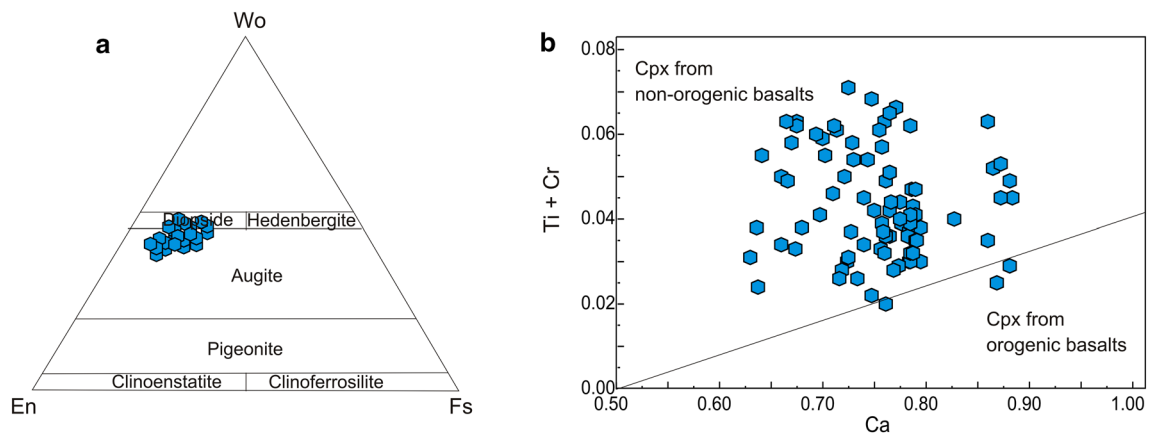 a
Wo
Diopside Hedenbergite
Augite
Pigeonite
Clinoenstatite Clinoferrosilite
En Fs
b
0.08
0.06
0.04
0.02
0.00
Ti + Cr
Cpx from
non-orogenic basalts
Cpx from
orogenic basalts
0.50 0.60 0.70 0.80 0.90 1.00
Ca